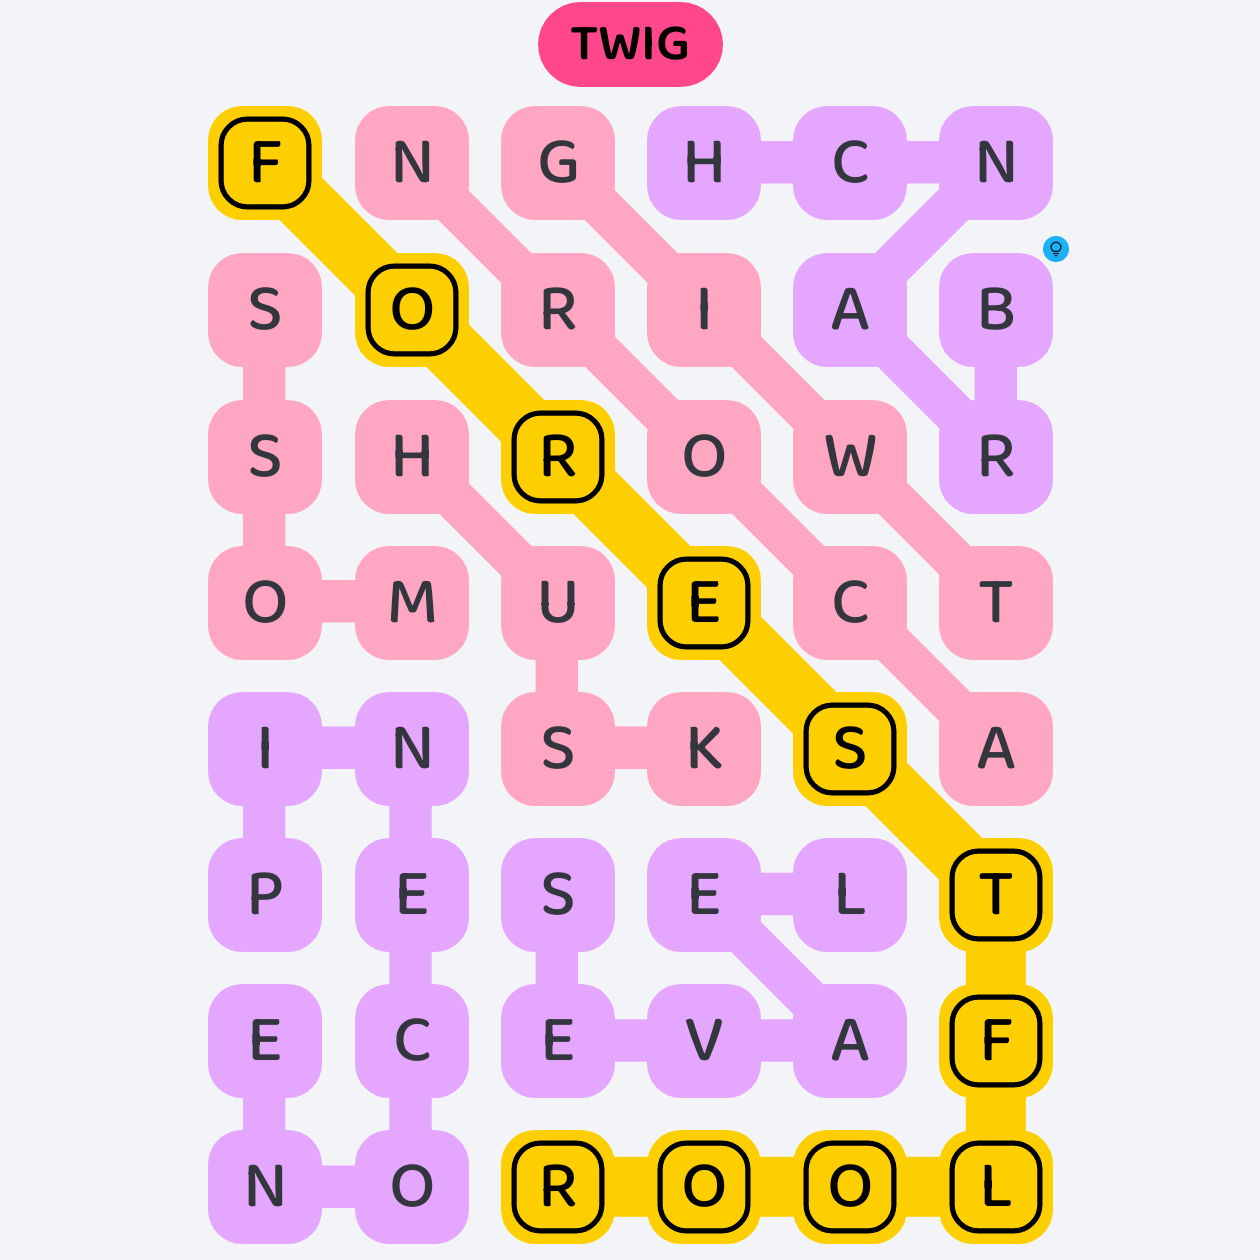 TWIG
F N G H C N
S O R I A B
S H R O W R
O M U E C T
I N S K S A
P E S E L T
E C E V A F
N O R O O L